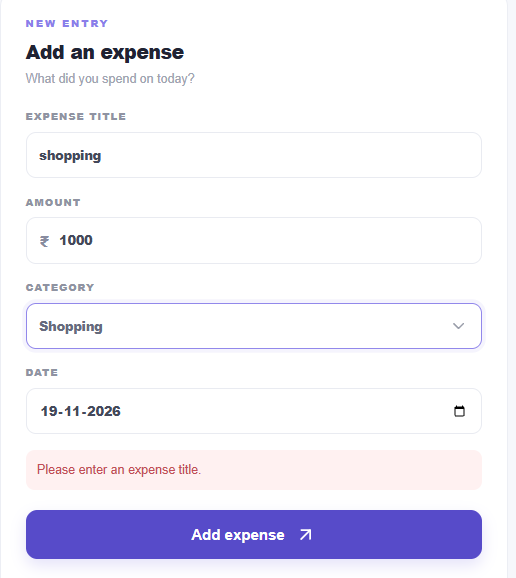 NEW ENTRY
Add an expense
What did you spend on today?
EXPENSE TITLE
shopping
AMOUNT
₹ 1000
CATEGORY
Shopping
DATE
19-11-2026
Please enter an expense title.
Add expense